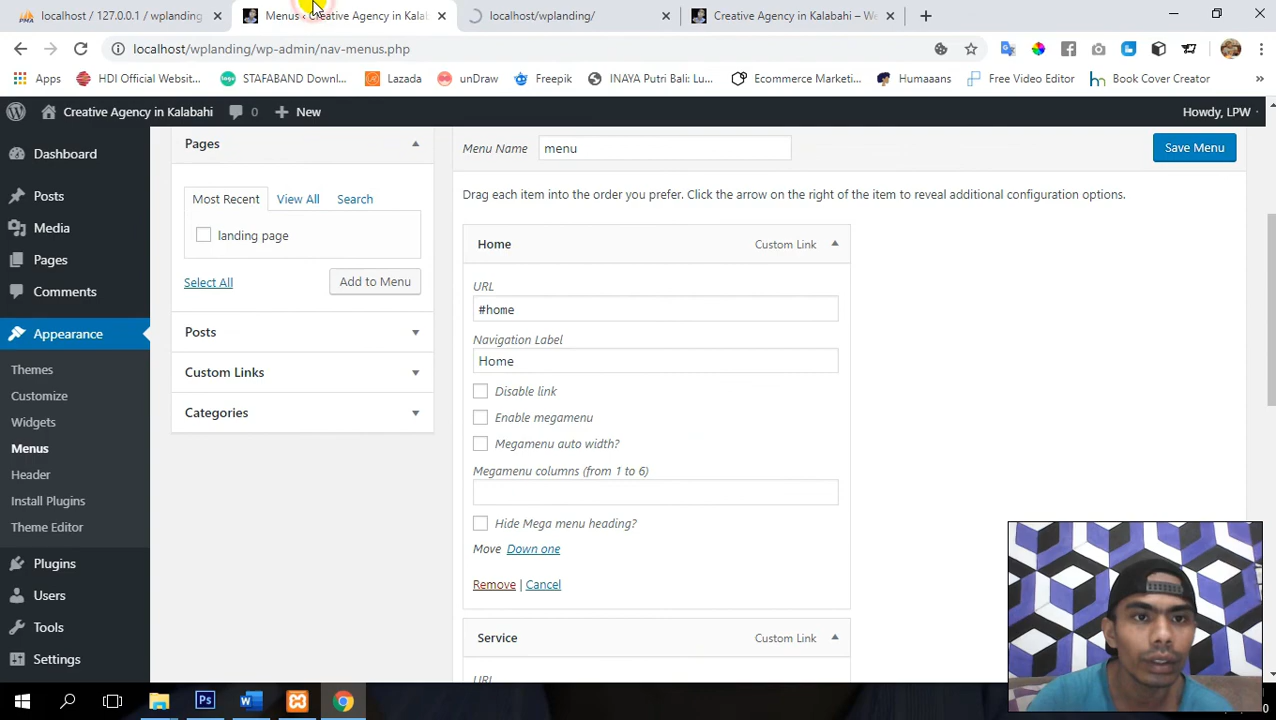 localhost / 127.0.0.1 / wplanding
Menus ‹ Creative Agency in Kalab
localhost/wplanding/
Creative Agency in Kalabahi – We
localhost/wplanding/wp-admin/nav-menus.php
Apps
HDI Official Websit...
STAFABAND Downl...
Lazada
unDraw
Freepik
INAYA Putri Bali: Lu...
Ecommerce Marketi...
Humaaans
Free Video Editor
Book Cover Creator
»
Creative Agency in Kalabahi
0
New
Howdy, LPW
Dashboard
Posts
Media
Pages
Comments
Appearance
Themes
Customize
Widgets
Menus
Header
Install Plugins
Theme Editor
Plugins
Users
Tools
Settings
Pages
Most Recent
View All
Search
landing page
Select All
Add to Menu
Posts
Custom Links
Categories
Menu Name
menu
Save Menu
Drag each item into the order you prefer. Click the arrow on the right of the item to reveal additional configuration options.
Home
Custom Link
URL
#home
Navigation Label
Home
Disable link
Enable megamenu
Megamenu auto width?
Megamenu columns (from 1 to 6)
Hide Mega menu heading?
Move Down one
Remove | Cancel
Service
Custom Link